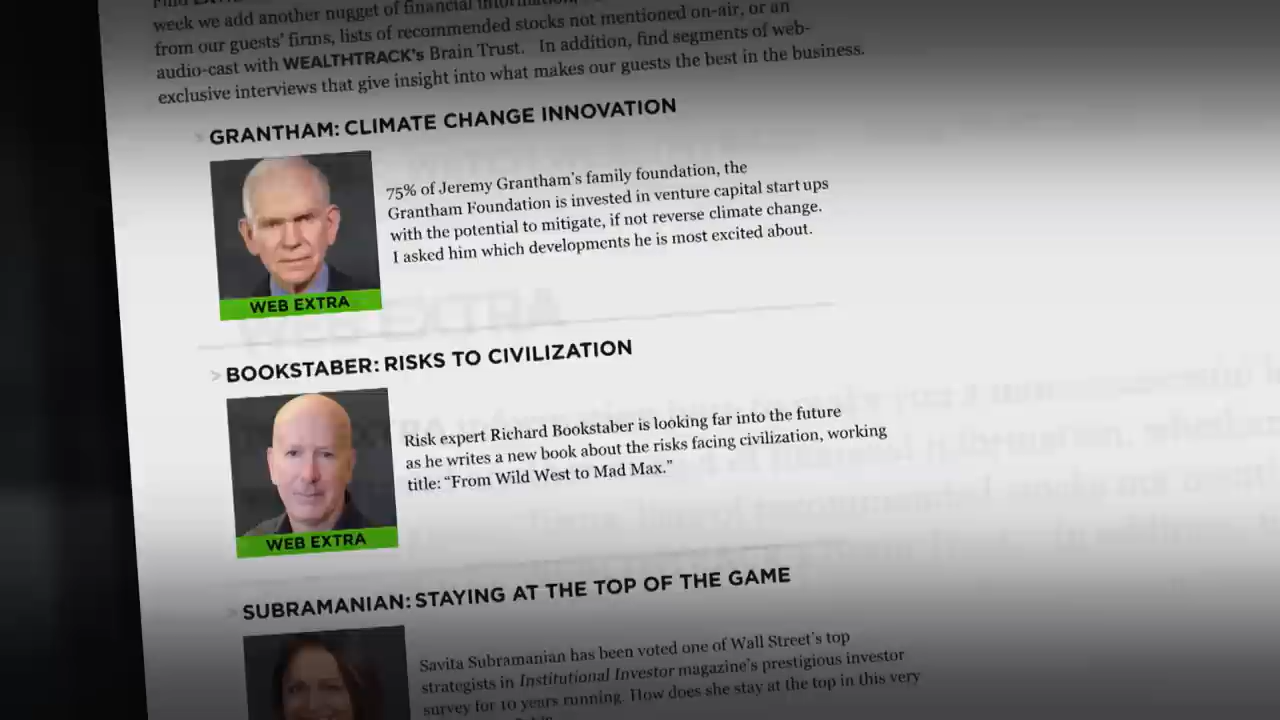 week we add another nugget of financial information,
from our guests' firms, lists of recommended stocks not mentioned on-air, or an
audio-cast with WEALTHTRACK's Brain Trust. In addition, find segments of web-
exclusive interviews that give insight into what makes our guests the best in the business.
> GRANTHAM: CLIMATE CHANGE INNOVATION
75% of Jeremy Grantham's family foundation, the
Grantham Foundation is invested in venture capital start ups
with the potential to mitigate, if not reverse climate change.
I asked him which developments he is most excited about.
WEB EXTRA
> BOOKSTABER: RISKS TO CIVILIZATION
Risk expert Richard Bookstaber is looking far into the future
as he writes a new book about the risks facing civilization, working
title: “From Wild West to Mad Max.”
WEB EXTRA
> SUBRAMANIAN: STAYING AT THE TOP OF THE GAME
Savita Subramanian has been voted one of Wall Street's top
strategists in Institutional Investor magazine's prestigious investor
survey for 10 years running. How does she stay at the top in this very
WEB EXTRA